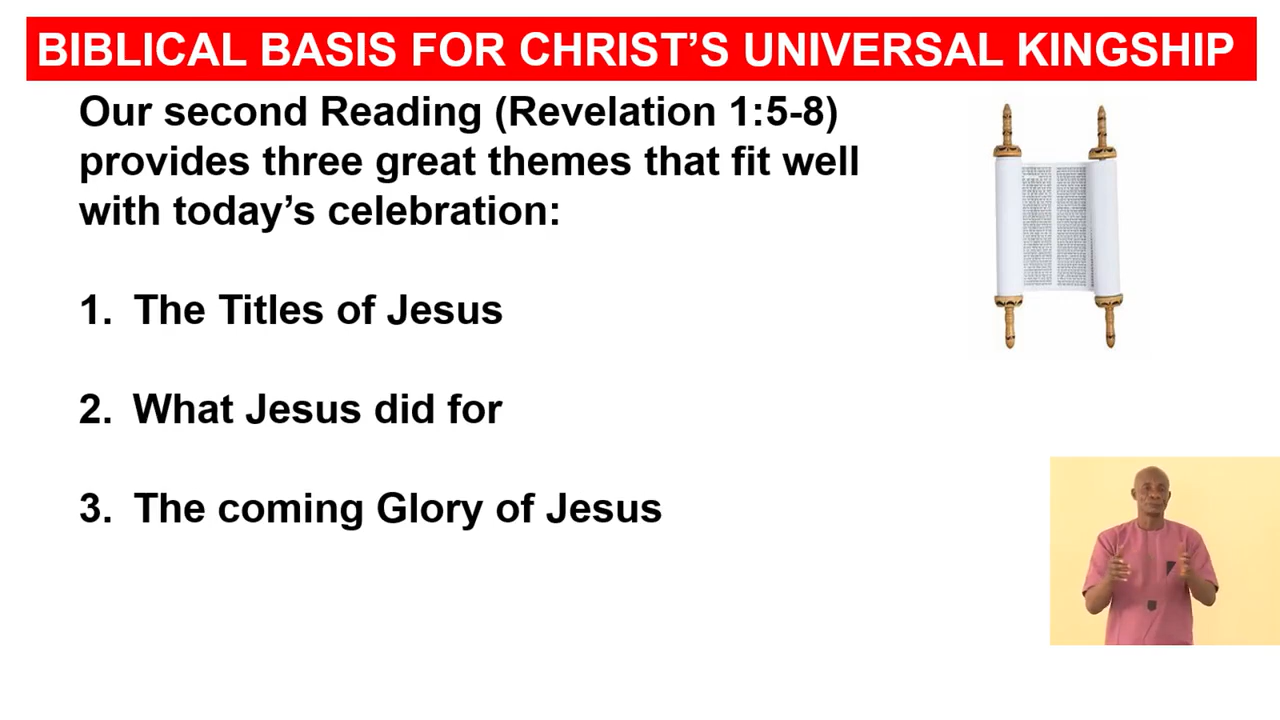 BIBLICAL BASIS FOR CHRIST’S UNIVERSAL KINGSHIP
Our second Reading (Revelation 1:5-8)
provides three great themes that fit well
with today’s celebration:
1. The Titles of Jesus
2. What Jesus did for
3. The coming Glory of Jesus